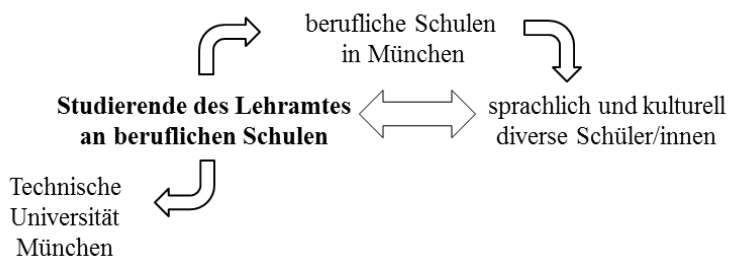 berufliche Schulen
in München
Studierende des Lehramtes
an beruflichen Schulen
sprachlich und kulturell
diverse Schüler/innen
Technische
Universität
München